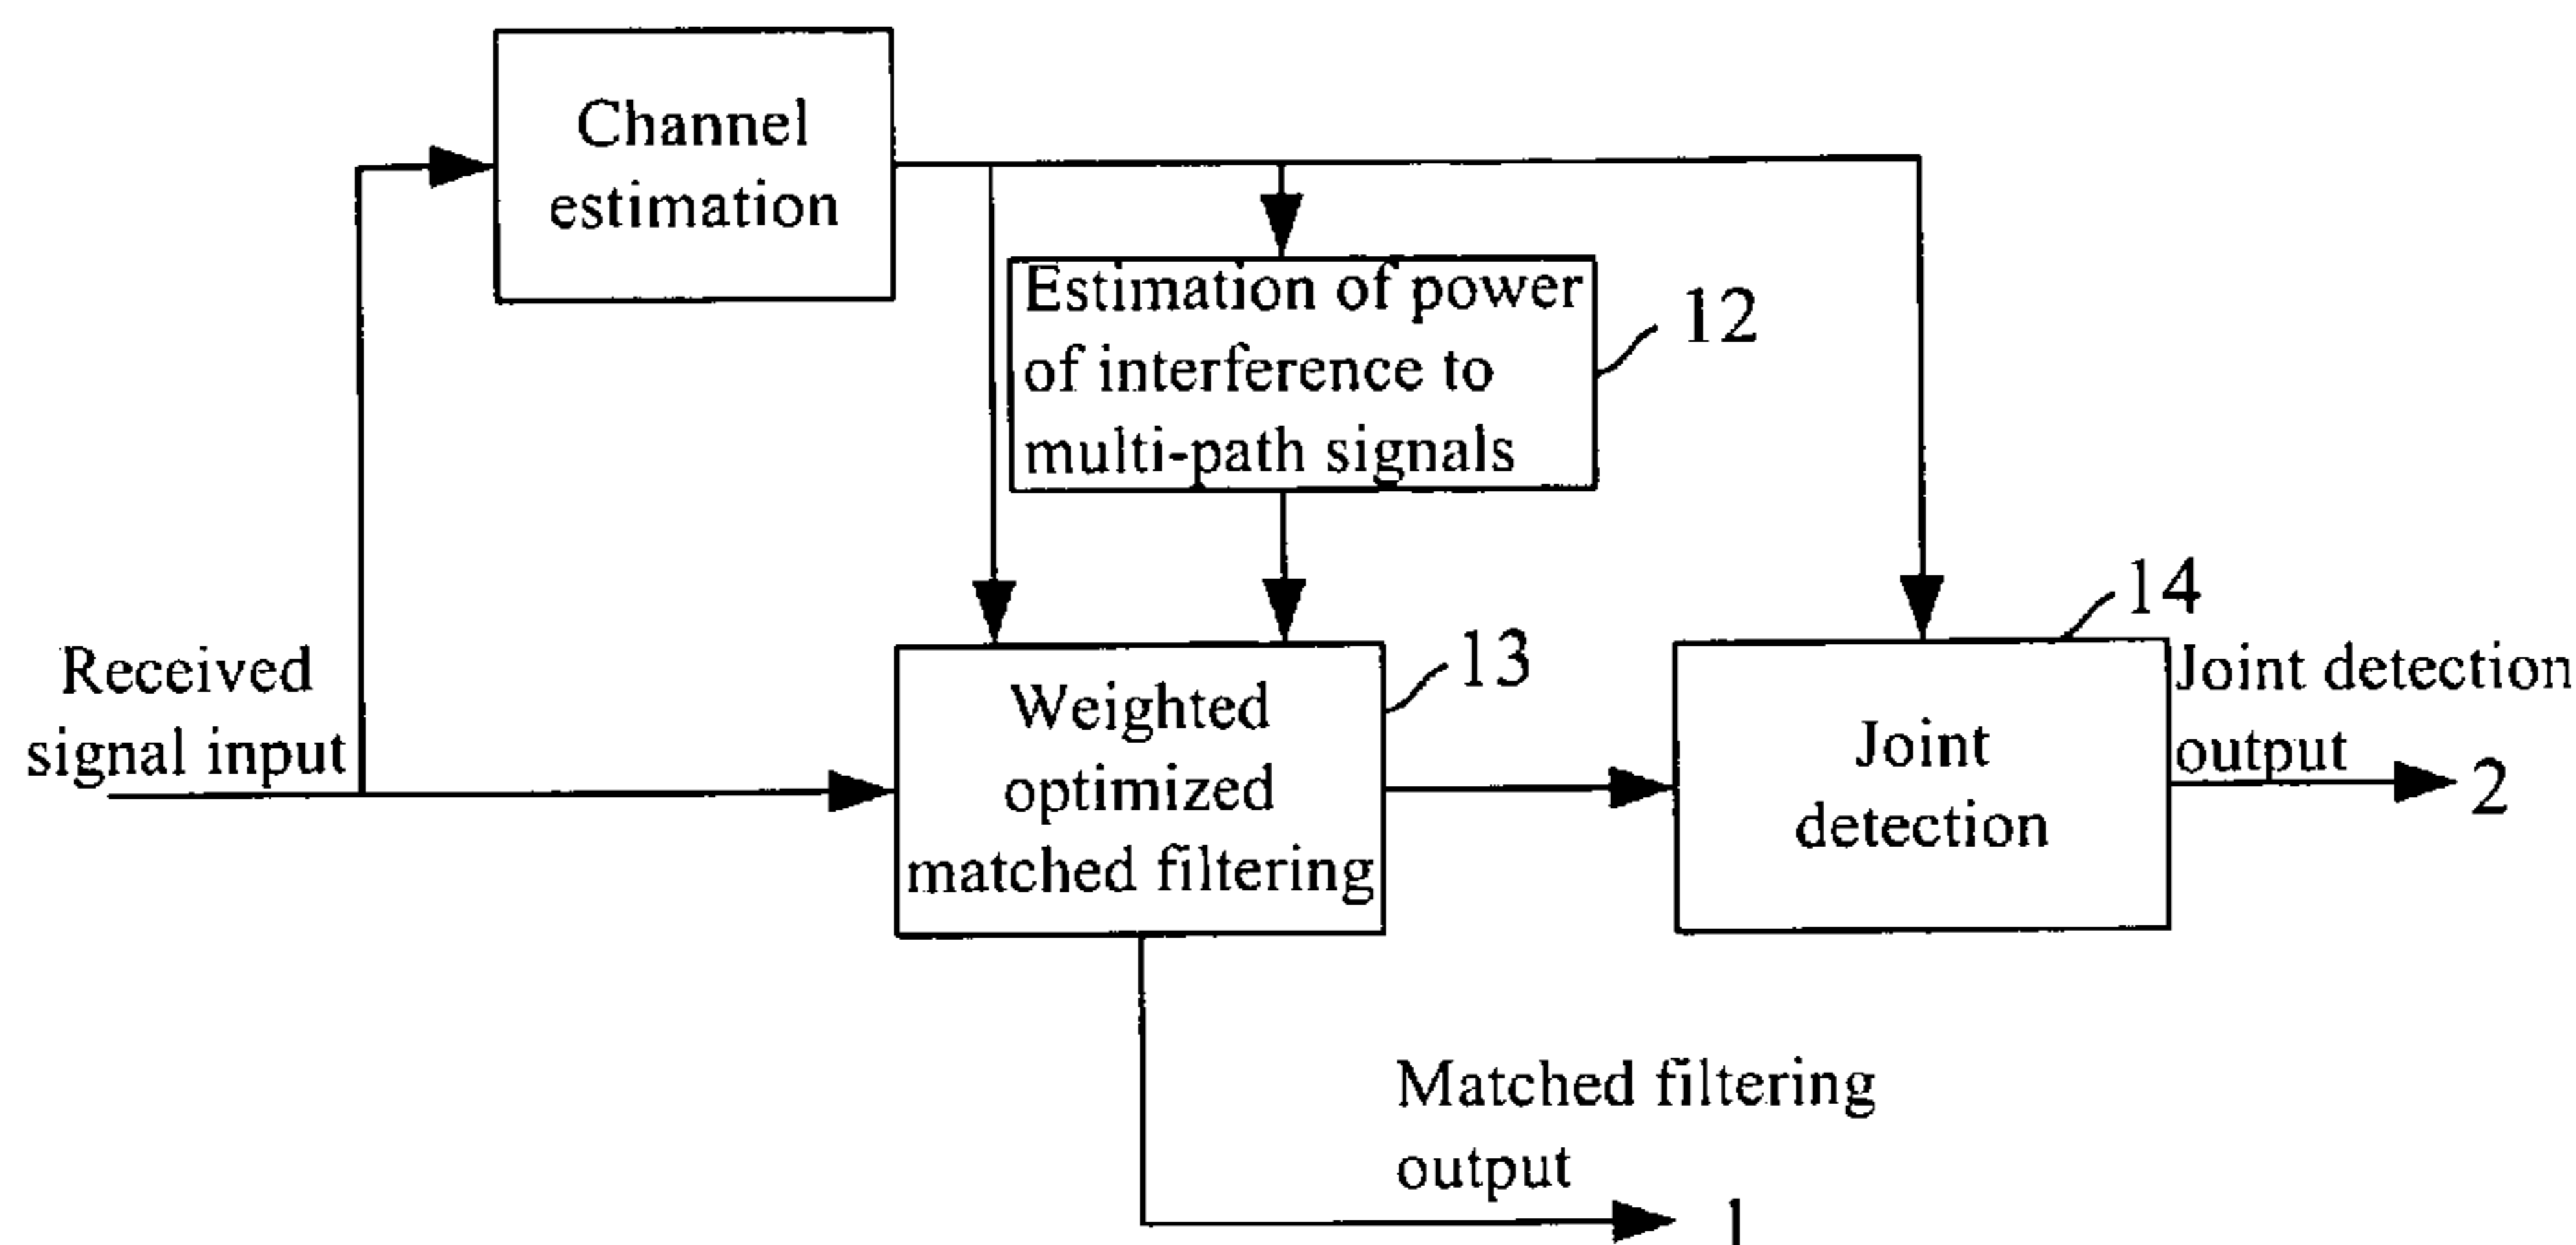 Channel
estimation
Estimation of power
of interference to
multi-path signals
12
Received
signal input
Weighted
optimized
matched filtering
13
Joint
detection
14
Joint detection
output
2
Matched filtering
output
1